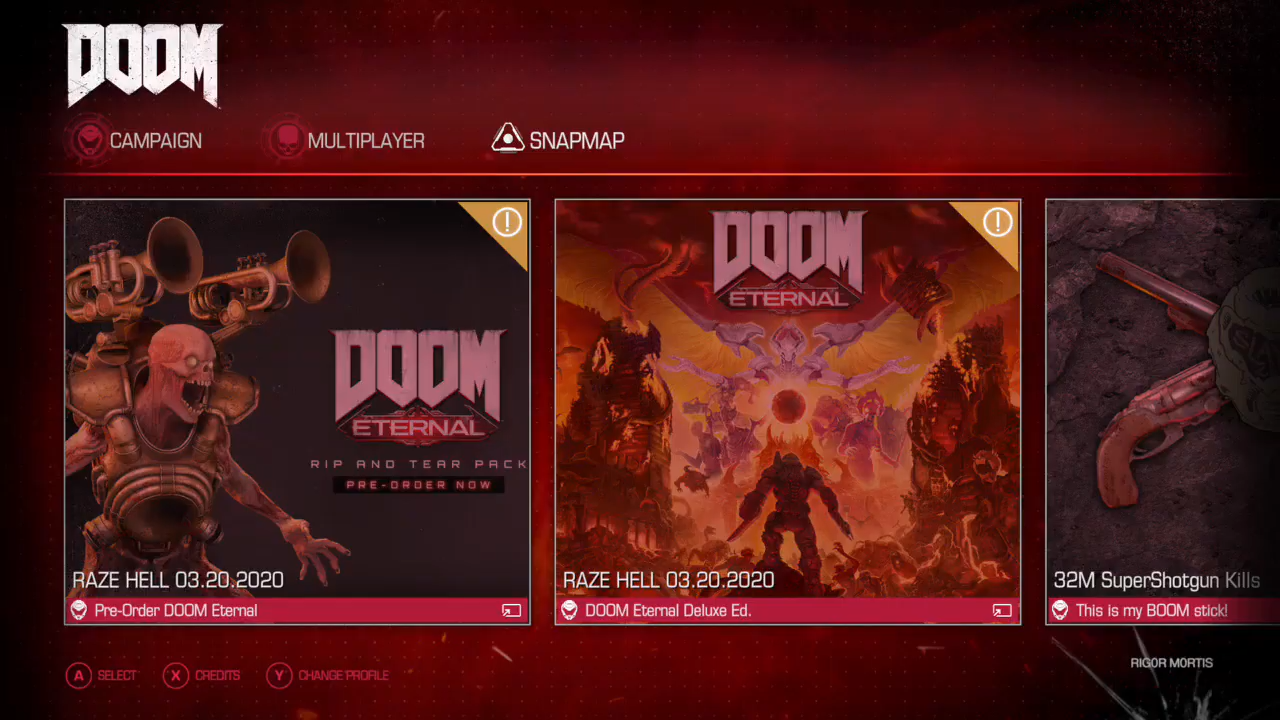 DOOM
CAMPAIGN
MULTIPLAYER
SNAPMAP
DOOM
ETERNAL
RIP AND TEAR PACK
PRE-ORDER NOW
RAZE HELL 03.20.2020
Pre-Order DOOM Eternal
DOOM
ETERNAL
RAZE HELL 03.20.2020
DOOM Eternal Deluxe Ed.
32M SuperShotgun Kills
This is my BOOM stick!
A SELECT
X CREDITS
Y CHANGE PROFILE
RIG0R M0RTIS